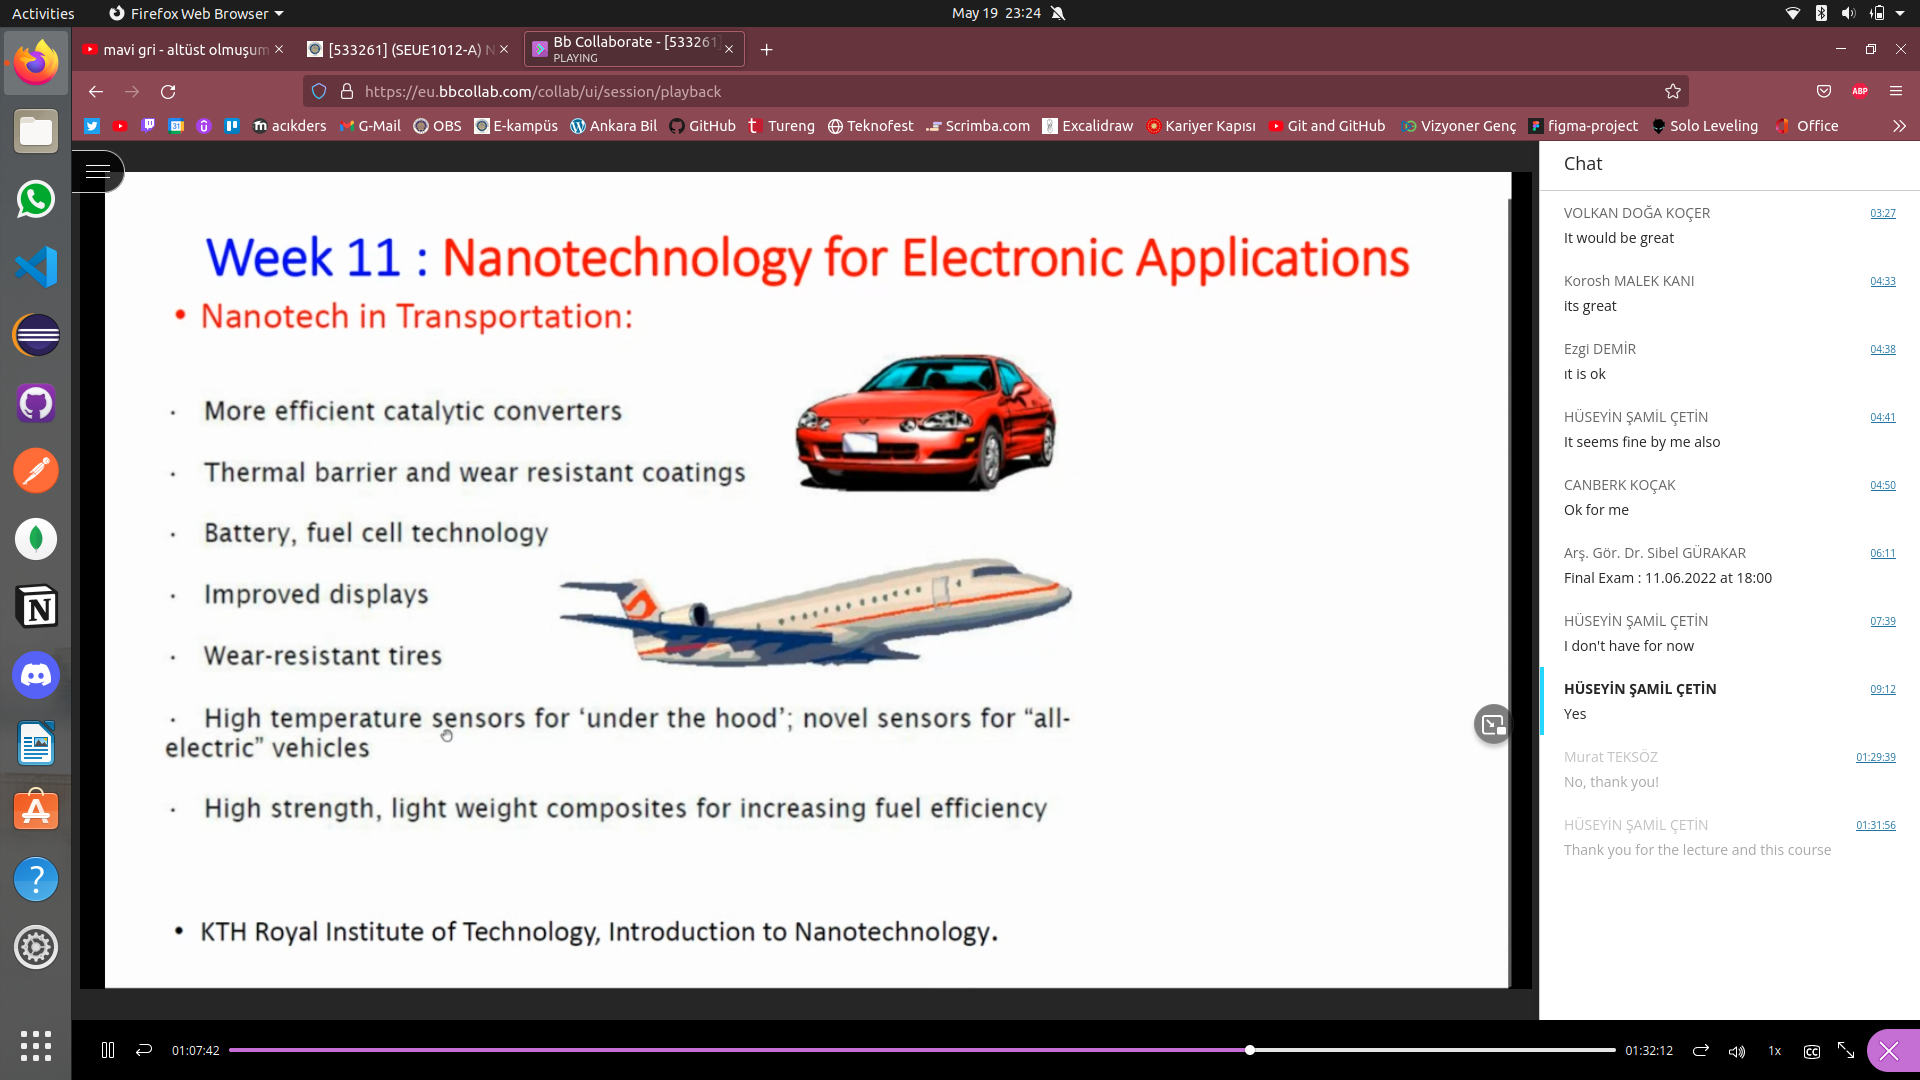 Activities
Firefox Web Browser
May 19 23:24
mavi gri - altüst olmuşum
[533261] (SEUE1012-A) N
Bb Collaborate - [533261]
PLAYING
https://eu.bbcollab.com/collab/ui/session/playback
ABP
acıkders
G-Mail
OBS
E-kampüs
Ankara Bil
GitHub
Tureng
Teknofest
Scrimba.com
Excalidraw
Kariyer Kapısı
Git and GitHub
Vizyoner Genç
figma-project
Solo Leveling
Office
Week 11 : Nanotechnology for Electronic Applications
• Nanotech in Transportation:
· More efficient catalytic converters
· Thermal barrier and wear resistant coatings
· Battery, fuel cell technology
· Improved displays
· Wear-resistant tires
· High temperature sensors for ‘under the hood’; novel sensors for “all-
electric” vehicles
· High strength, light weight composites for increasing fuel efficiency
• KTH Royal Institute of Technology, Introduction to Nanotechnology.
Chat
VOLKAN DOĞA KOÇER 03:27
It would be great
Korosh MALEK KANI 04:33
its great
Ezgi DEMİR 04:38
ıt is ok
HÜSEYİN ŞAMİL ÇETİN 04:41
It seems fine by me also
CANBERK KOÇAK 04:50
Ok for me
Arş. Gör. Dr. Sibel GÜRAKAR 06:11
Final Exam : 11.06.2022 at 18:00
HÜSEYİN ŞAMİL ÇETİN 07:39
I don't have for now
HÜSEYİN ŞAMİL ÇETİN 09:12
Yes
Murat TEKSÖZ 01:29:39
No, thank you!
HÜSEYİN ŞAMİL ÇETİN 01:31:56
Thank you for the lecture and this course
01:07:42
01:32:12
1x
CC